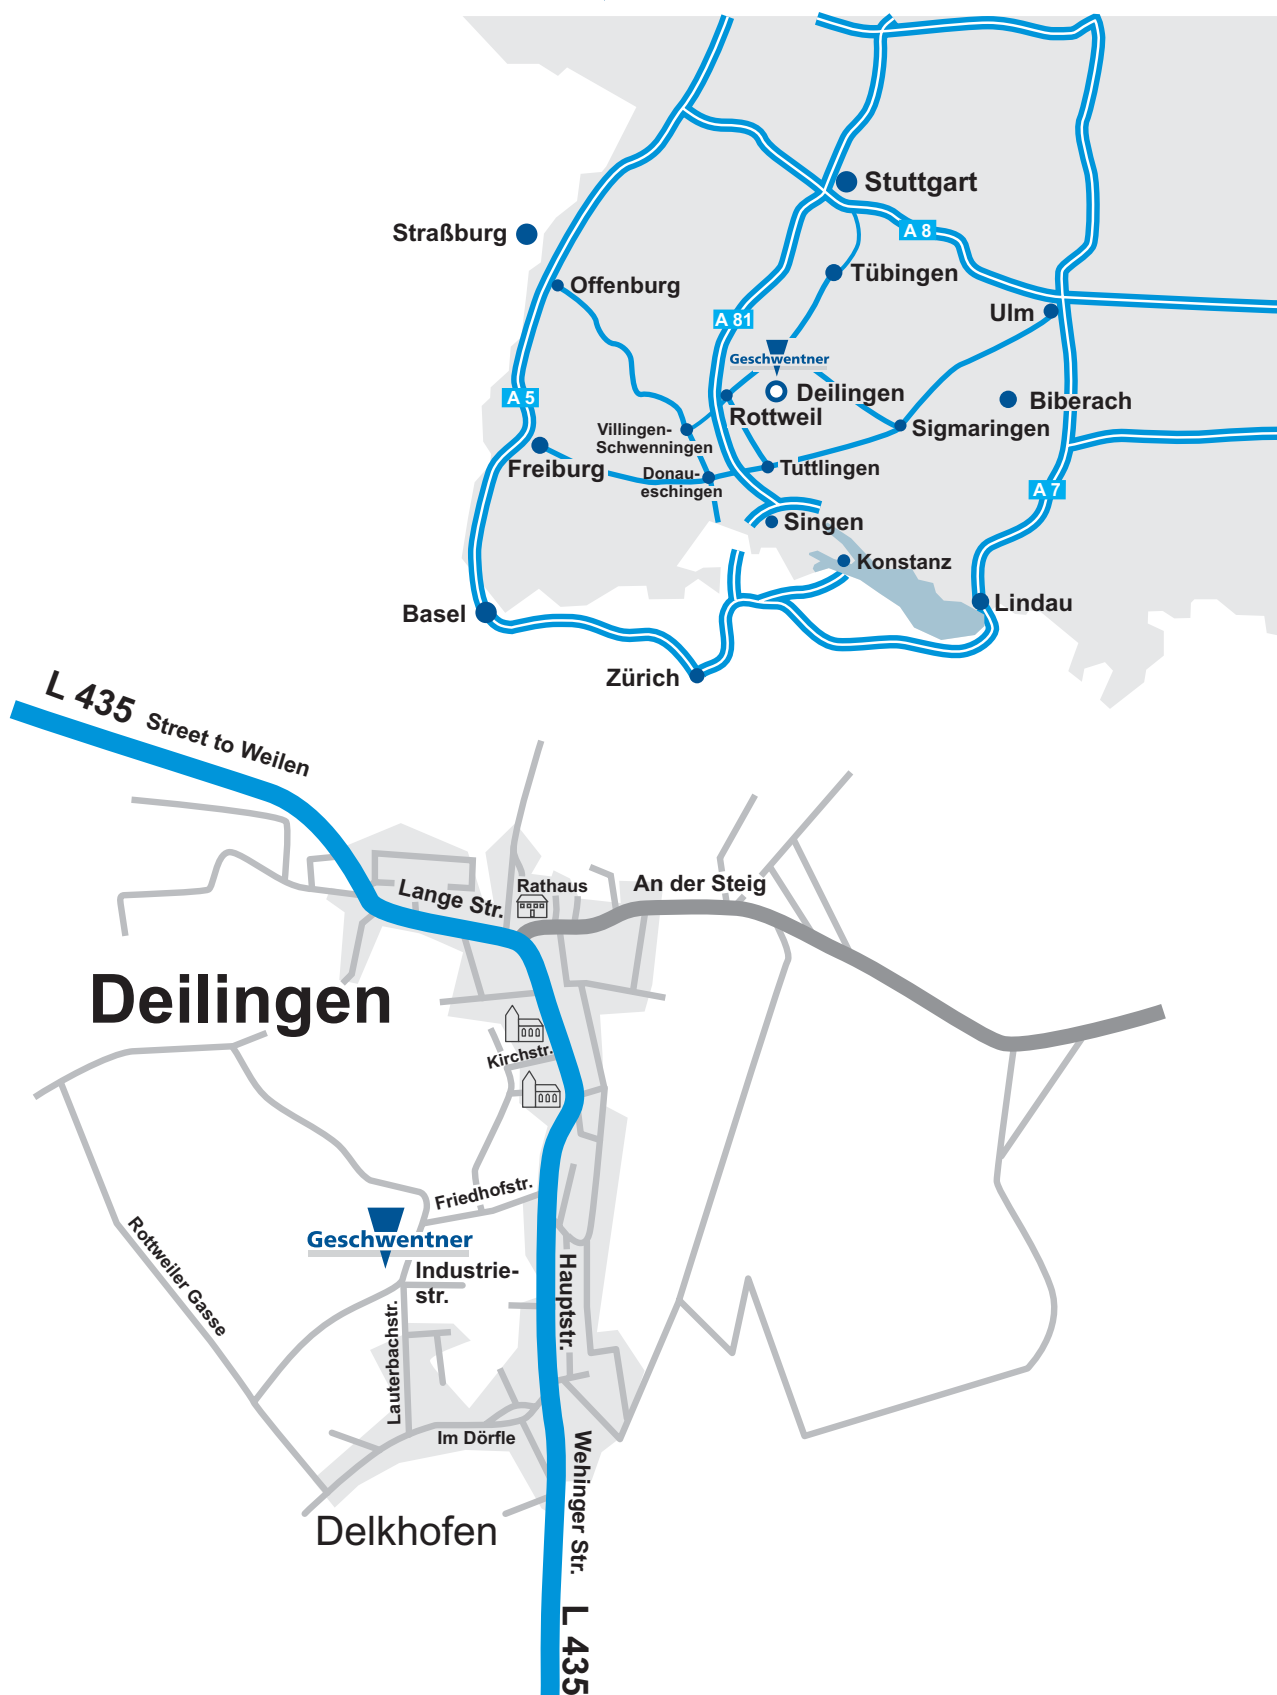 Stuttgart
Straßburg
A 8
Tübingen
Offenburg
Ulm
A 81
Geschwentner
Deilingen
A 5
Biberach
Rottweil
Villingen-
Schwenningen
Sigmaringen
Freiburg
Tuttlingen
Donau-
eschingen
A 7
Singen
Konstanz
Lindau
Basel
Zürich
L 435 Street to Weilen
Lange Str.
Rathaus
An der Steig
Deilingen
Kirchstr.
Friedhofstr.
Rottweiler Gasse
Geschwentner
Industrie-
str.
Hauptstr.
Lauterbachstr.
Im Dörfle
Wehinger Str.
Delkhofen
L 435